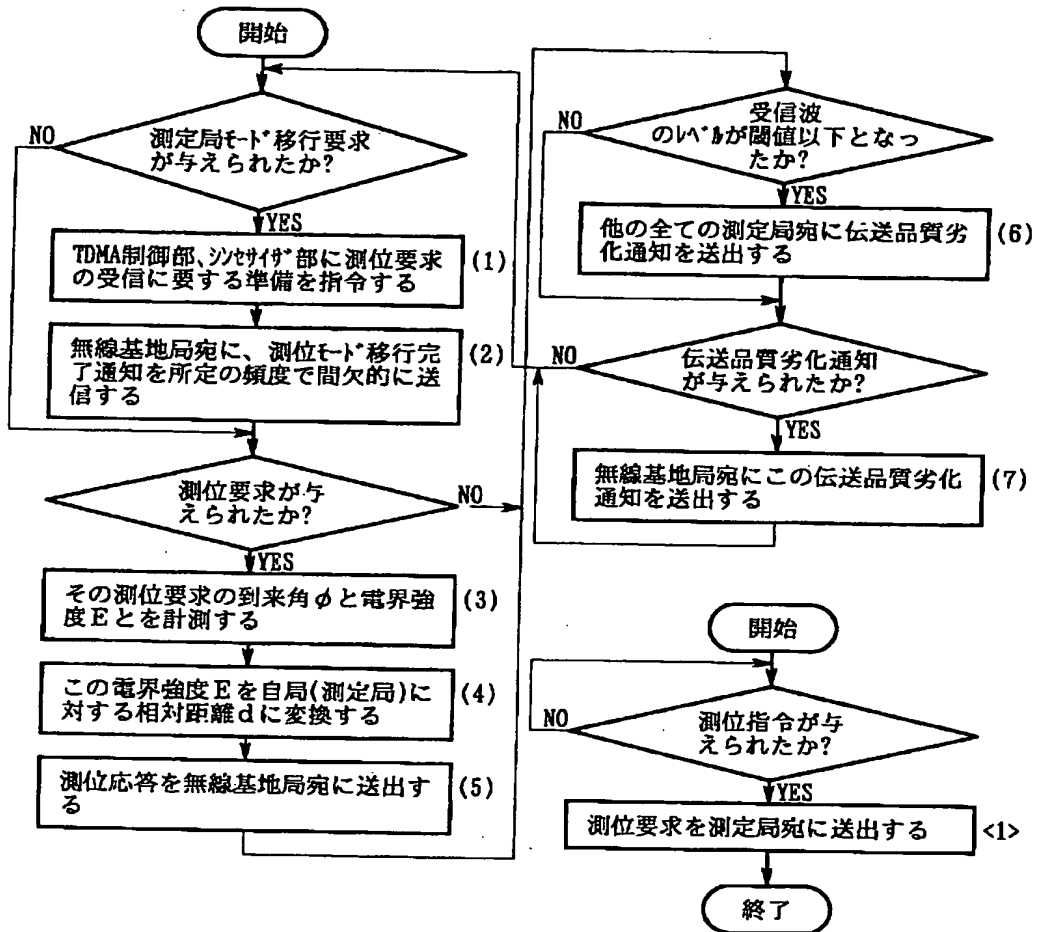 開始
NO
測定局ﾓｰﾄﾞ移行要求
が与えられたか?
YES
TDMA制御部、ｼﾝｾｻｲｻﾞ部に測位要求
の受信に要する準備を指令する
(1)
無線基地局宛に、測位ﾓｰﾄﾞ移行完
了通知を所定の頻度で間欠的に送
信する
(2)
測位要求が与
えられたか?
NO
YES
その測位要求の到来角φと電界強
度Eとを計測する
(3)
この電界強度Eを自局(測定局)に
対する相対距離dに変換する
(4)
測位応答を無線基地局宛に送出す
る
(5)
受信波
のﾚﾍﾞﾙが閾値以下となっ
たか?
NO
YES
他の全ての測定局宛に伝送品質劣
化通知を送出する
(6)
NO
伝送品質劣化通知
が与えられたか?
YES
無線基地局宛にこの伝送品質劣化
通知を送出する
(7)
開始
NO
測位指令が与
えられたか?
YES
測位要求を測定局宛に送出する
<1>
終了